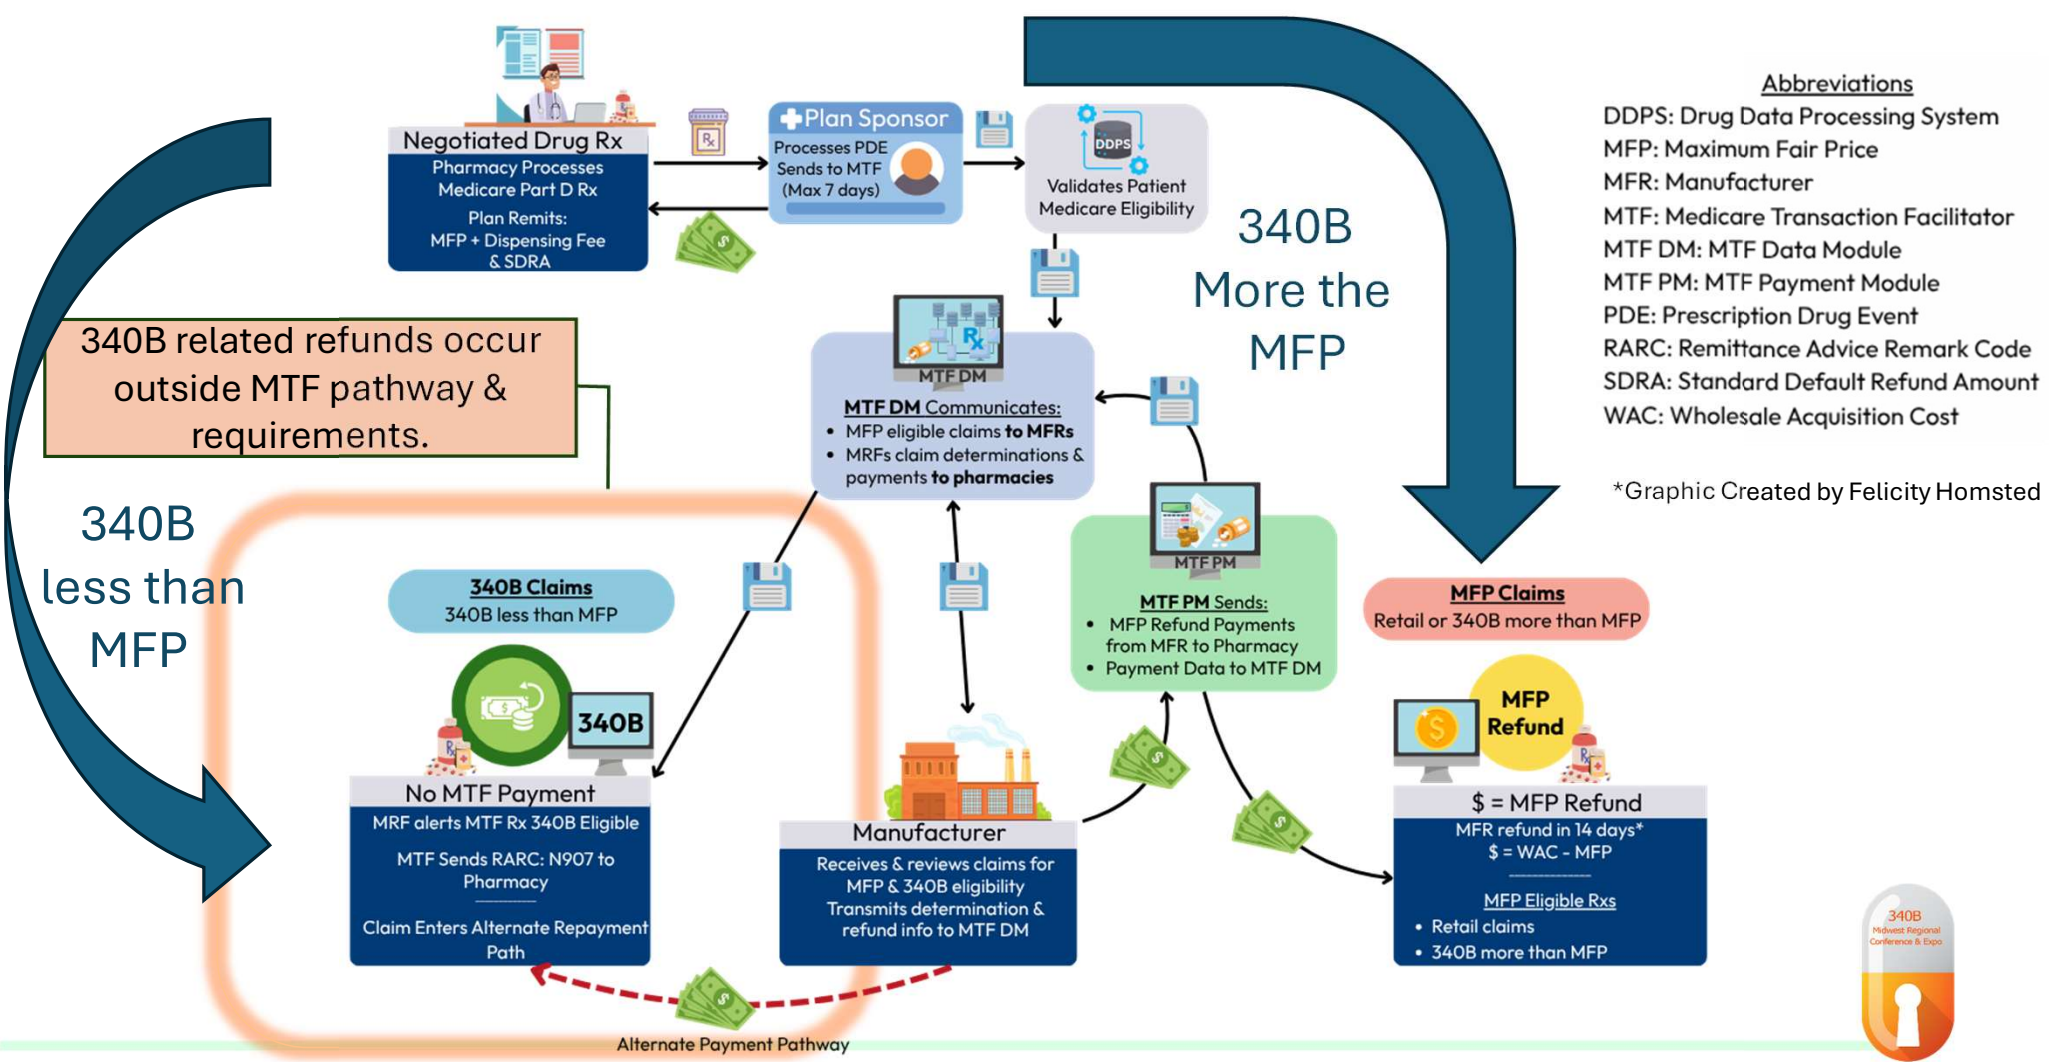 Negotiated Drug Rx
Pharmacy Processes
Medicare Part D Rx
Plan Remits:
MFP + Dispensing Fee
& SDRA
Rx
Plan Sponsor
Processes PDE
Sends to MTF
(Max 7 days)
DDPS
Validates Patient
Medicare Eligibility
340B
More the
MFP
Abbreviations
DDPS: Drug Data Processing System
MFP: Maximum Fair Price
MFR: Manufacturer
MTF: Medicare Transaction Facilitator
MTF DM: MTF Data Module
MTF PM: MTF Payment Module
PDE: Prescription Drug Event
RARC: Remittance Advice Remark Code
SDRA: Standard Default Refund Amount
WAC: Wholesale Acquisition Cost
*Graphic Created by Felicity Homsted
340B related refunds occur
outside MTF pathway &
requirements.
340B
less than
MFP
Rx
MTF DM
MTF DM Communicates:
• MFP eligible claims to MFRs
• MRFs claim determinations &
payments to pharmacies
MTF PM
MTF PM Sends:
• MFP Refund Payments
from MFR to Pharmacy
• Payment Data to MTF DM
340B Claims
340B less than MFP
340B
Rx
No MTF Payment
MRF alerts MTF Rx 340B Eligible
MTF Sends RARC: N907 to
Pharmacy
Claim Enters Alternate Repayment
Path
Manufacturer
Receives & reviews claims for
MFP & 340B eligibility
Transmits determination &
refund info to MTF DM
Alternate Payment Pathway
MFP Claims
Retail or 340B more than MFP
MFP
Refund
$
Rx
$ = MFP Refund
MFR refund in 14 days*
$ = WAC - MFP
MFP Eligible Rxs
• Retail claims
• 340B more than MFP
340B
Midwest Regional
Conference & Expo